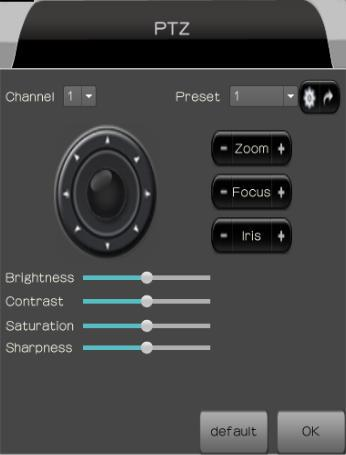 PTZ
Channel 1 Preset 1
- Zoom +
- Focus +
- Iris +
Brightness
Contrast
Saturation
Sharpness
default OK